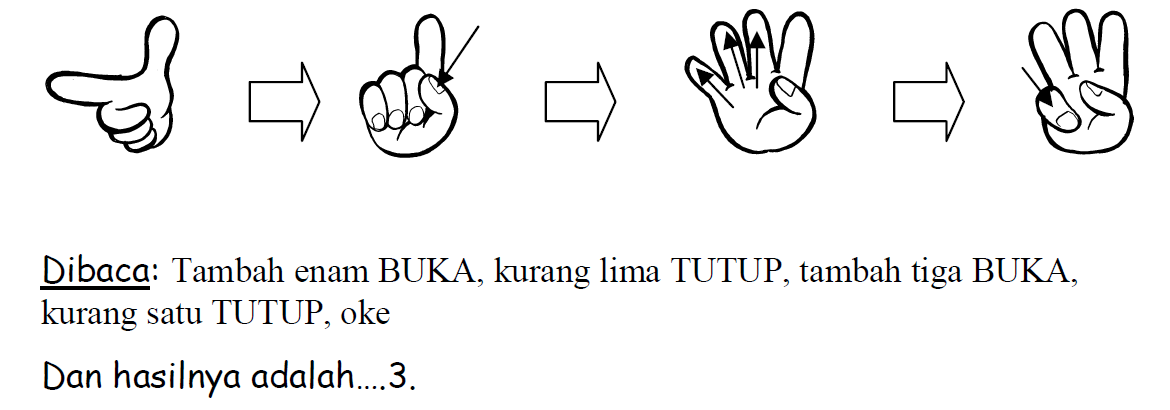 Dibaca: Tambah enam BUKA, kurang lima TUTUP, tambah tiga BUKA,
kurang satu TUTUP, oke
Dan hasilnya adalah....3.